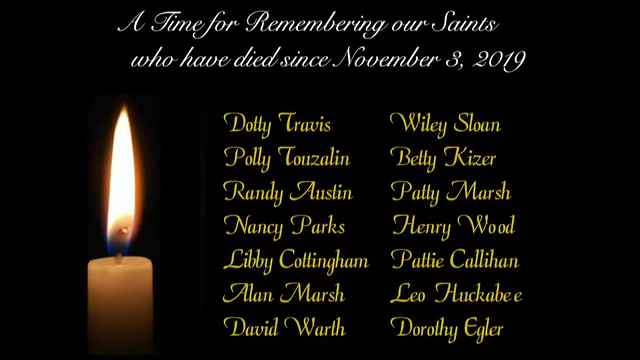 A Time for Remembering our Saints
who have died since November 3, 2019
Dotty Travis
Polly Touzalin
Randy Austin
Nancy Parks
Libby Cottingham
Alan Marsh
David Warth
Wiley Sloan
Betty Kizer
Patty Marsh
Henry Wood
Pattie Callihan
Leo Huckabee
Dorothy Egler